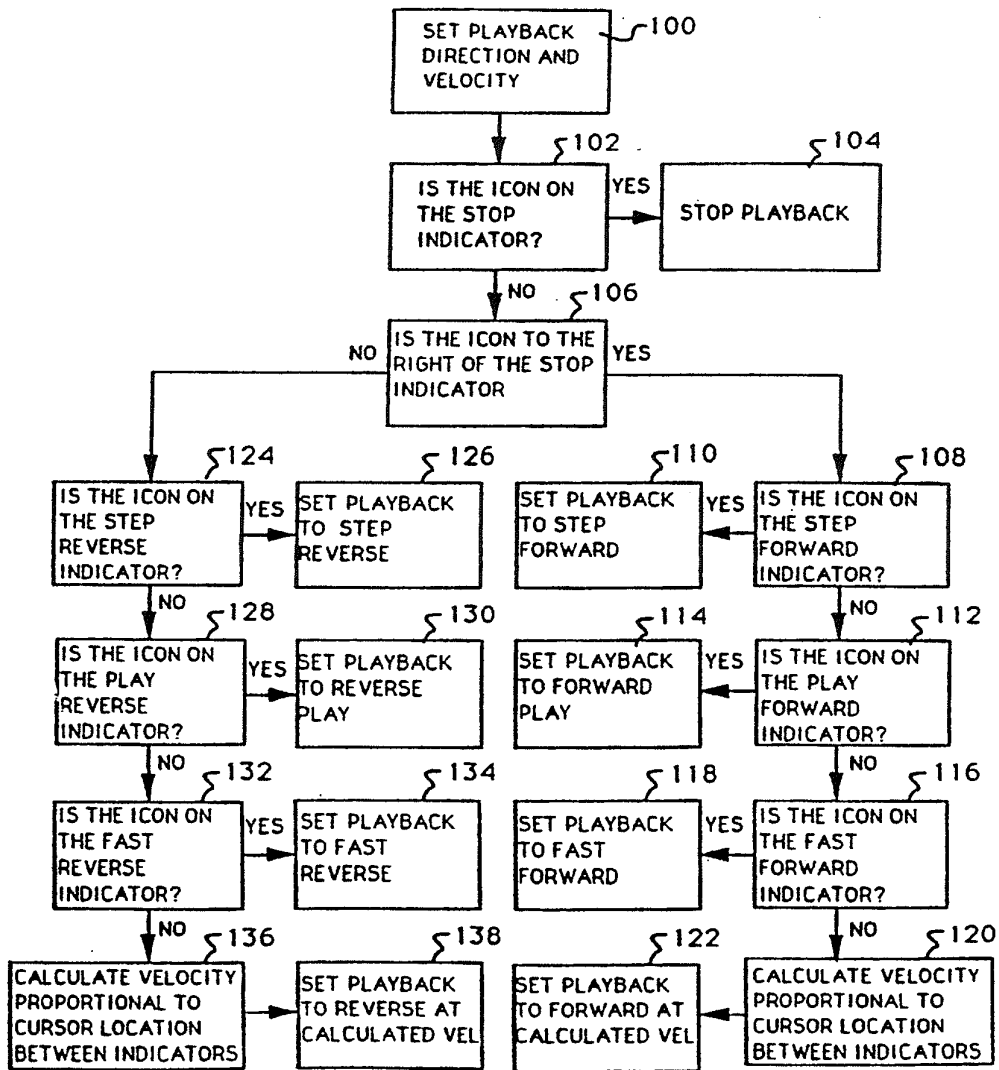 SET PLAYBACK
DIRECTION AND
VELOCITY
100
102
IS THE ICON ON
THE STOP
INDICATOR?
YES
104
STOP PLAYBACK
NO
106
IS THE ICON TO THE
RIGHT OF THE STOP
INDICATOR
NO
YES
124
IS THE ICON ON
THE STEP
REVERSE
INDICATOR?
YES
126
SET PLAYBACK
TO STEP
REVERSE
110
SET PLAYBACK
TO STEP
FORWARD
YES
108
IS THE ICON ON
THE STEP
FORWARD
INDICATOR?
NO
NO
128
IS THE ICON ON
THE PLAY
REVERSE
INDICATOR?
YES
130
SET PLAYBACK
TO REVERSE
PLAY
114
SET PLAYBACK
TO FORWARD
PLAY
YES
112
IS THE ICON ON
THE PLAY
FORWARD
INDICATOR?
NO
NO
132
IS THE ICON ON
THE FAST
REVERSE
INDICATOR?
YES
134
SET PLAYBACK
TO FAST
REVERSE
118
SET PLAYBACK
TO FAST
FORWARD
YES
116
IS THE ICON ON
THE FAST
FORWARD
INDICATOR?
NO
NO
136
CALCULATE VELOCITY
PROPORTIONAL TO
CURSOR LOCATION
BETWEEN INDICATORS
138
SET PLAYBACK
TO REVERSE AT
CALCULATED VEL
122
SET PLAYBACK
TO FORWARD AT
CALCULATED VEL
120
CALCULATE VELOCITY
PROPORTIONAL TO
CURSOR LOCATION
BETWEEN INDICATORS